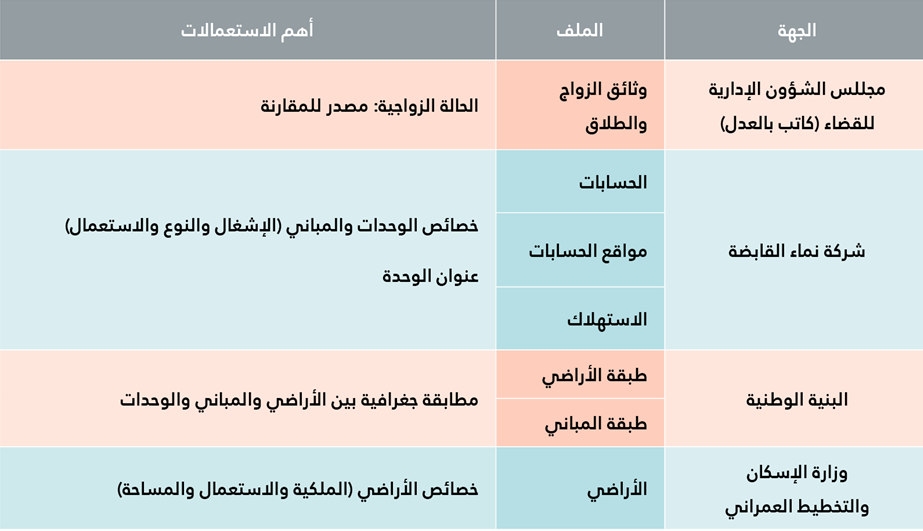 الجهة
الملف
أهم الاستعمالات
مجللس الشؤون الإدارية
للقضاء (كاتب بالعدل)
وثائق الزواج
والطلاق
الحالة الزواجية: مصدر للمقارنة
شركة نماء القابضة
الحسابات
مواقع الحسابات
الاستهلاك
خصائص الوحدات والمباني (الإشغال والنوع والاستعمال)
عنوان الوحدة
البنية الوطنية
طبقة الأراضي
طبقة المباني
مطابقة جغرافية بين الأراضي والمباني والوحدات
وزارة الإسكان
والتخطيط العمراني
الأراضي
خصائص الأراضي (الملكية والاستعمال والمساحة)